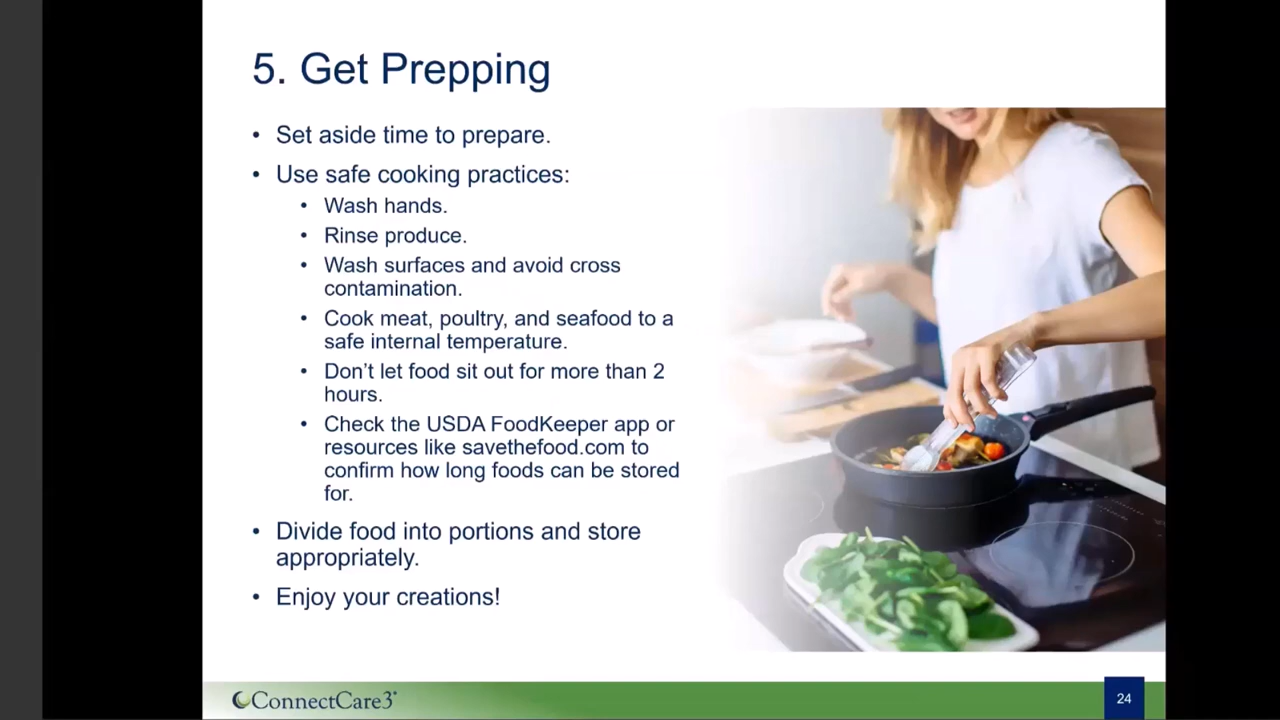 5. Get Prepping
• Set aside time to prepare.
• Use safe cooking practices:
• Wash hands.
• Rinse produce.
• Wash surfaces and avoid cross
contamination.
• Cook meat, poultry, and seafood to a
safe internal temperature.
• Don't let food sit out for more than 2
hours.
• Check the USDA FoodKeeper app or
resources like savethefood.com to
confirm how long foods can be stored
for.
• Divide food into portions and store
appropriately.
• Enjoy your creations!
ConnectCare3
24